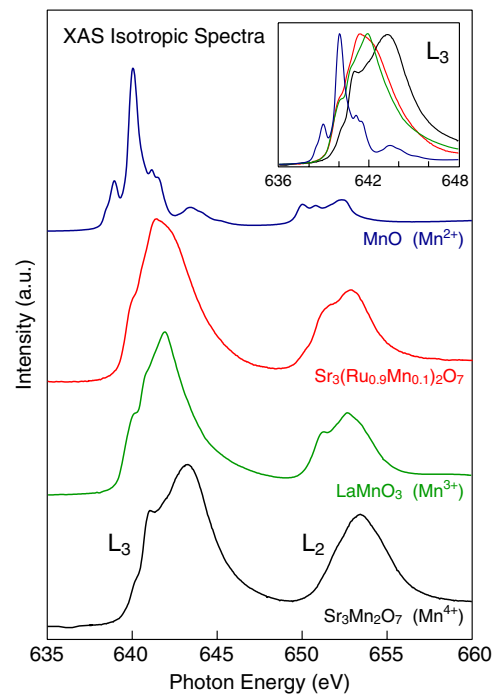 XAS Isotropic Spectra
L₃
636 642 648
MnO (Mn²⁺)
Sr₃(Ru₀.₉Mn₀.₁)₂O₇
LaMnO₃ (Mn³⁺)
L₃ L₂
Sr₃Mn₂O₇ (Mn⁴⁺)
Intensity (a.u.)
635 640 645 650 655 660
Photon Energy (eV)